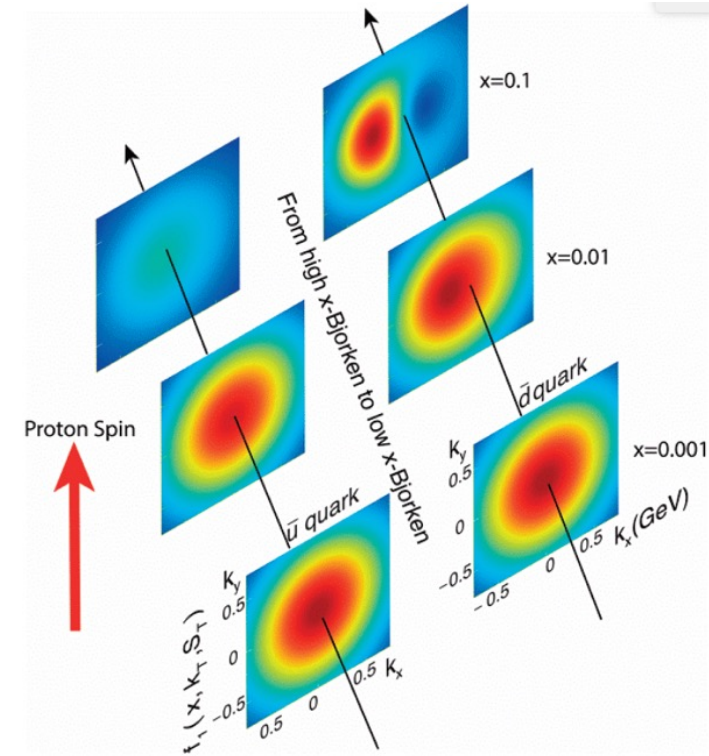 x=0.1
x=0.01
From high x-Bjorken to low x-Bjorken
Proton Spin
d̄ quark
x=0.001
k_y
0.5
0
-0.5
-0.5
0
0.5
k_x(GeV)
ū quark
k_y
0.5
0
-0.5
0.5
0
0.5
k_x
f_1(x,k_T,S_T)